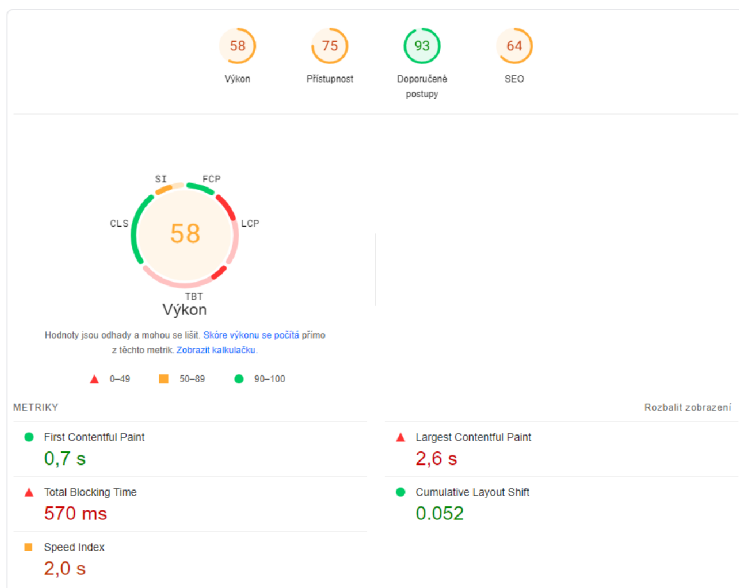 58
75
93
64
Výkon
Přístupnost
Doporučené
postupy
SEO
SI
FCP
CLS
LCP
58
TBT
Výkon
Hodnoty jsou odhady a mohou se lišit. Skóre výkonu se počítá přímo
z těchto metrik. Zobrazit kalkulačku.
0–49
50–89
90–100
METRIKY
Rozbalit zobrazení
First Contentful Paint
0,7 s
Largest Contentful Paint
2,6 s
Total Blocking Time
570 ms
Cumulative Layout Shift
0.052
Speed Index
2,0 s